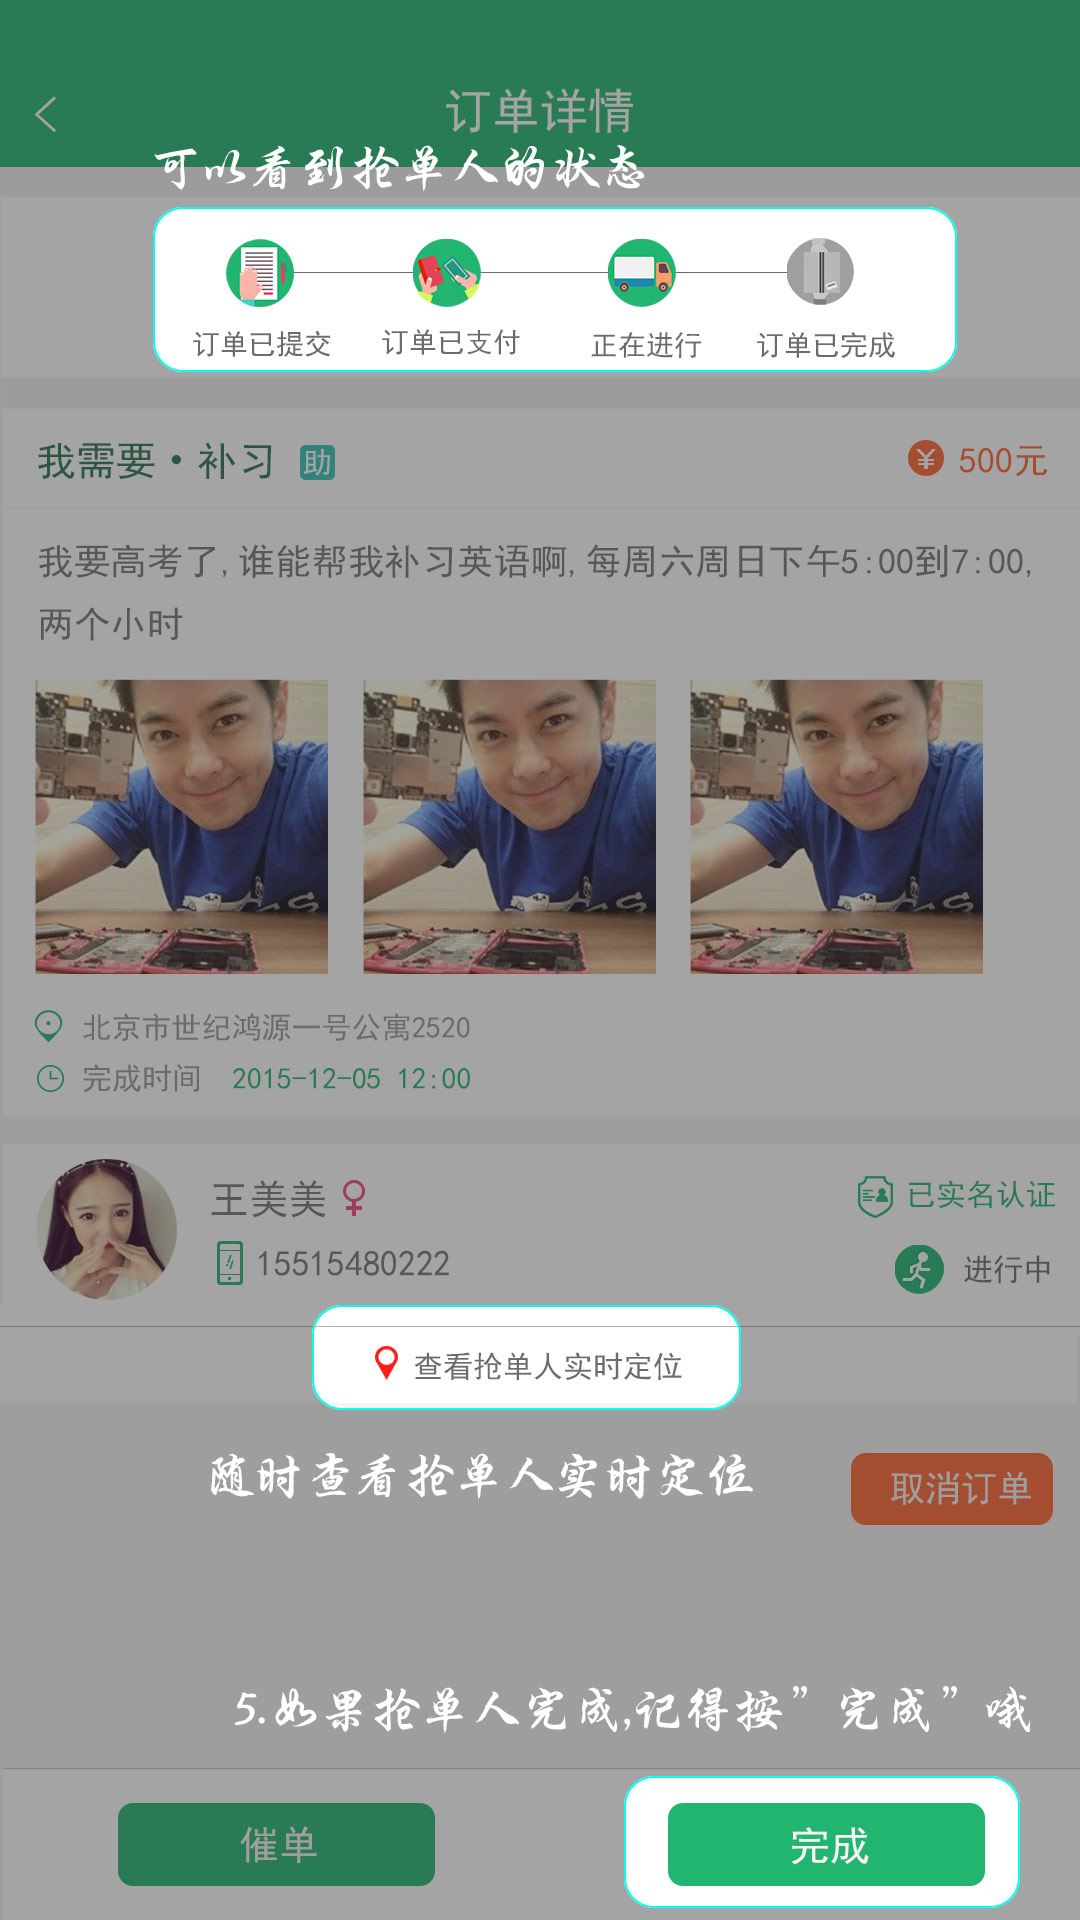 订单详情
可以看到抢单人的状态
订单已提交 订单已支付 正在进行 订单已完成
我需要·补习 助 ¥ 500元
我要高考了,谁能帮我补习英语啊,每周六周日下午5:00到7:00,
两个小时
北京市世纪鸿源一号公寓2520
完成时间 2015-12-05 12:00
王美美 已实名认证
15515480222 进行中
查看抢单人实时定位
随时查看抢单人实时定位
取消订单
5.如果抢单人完成,记得按”完成”哦
催单 完成